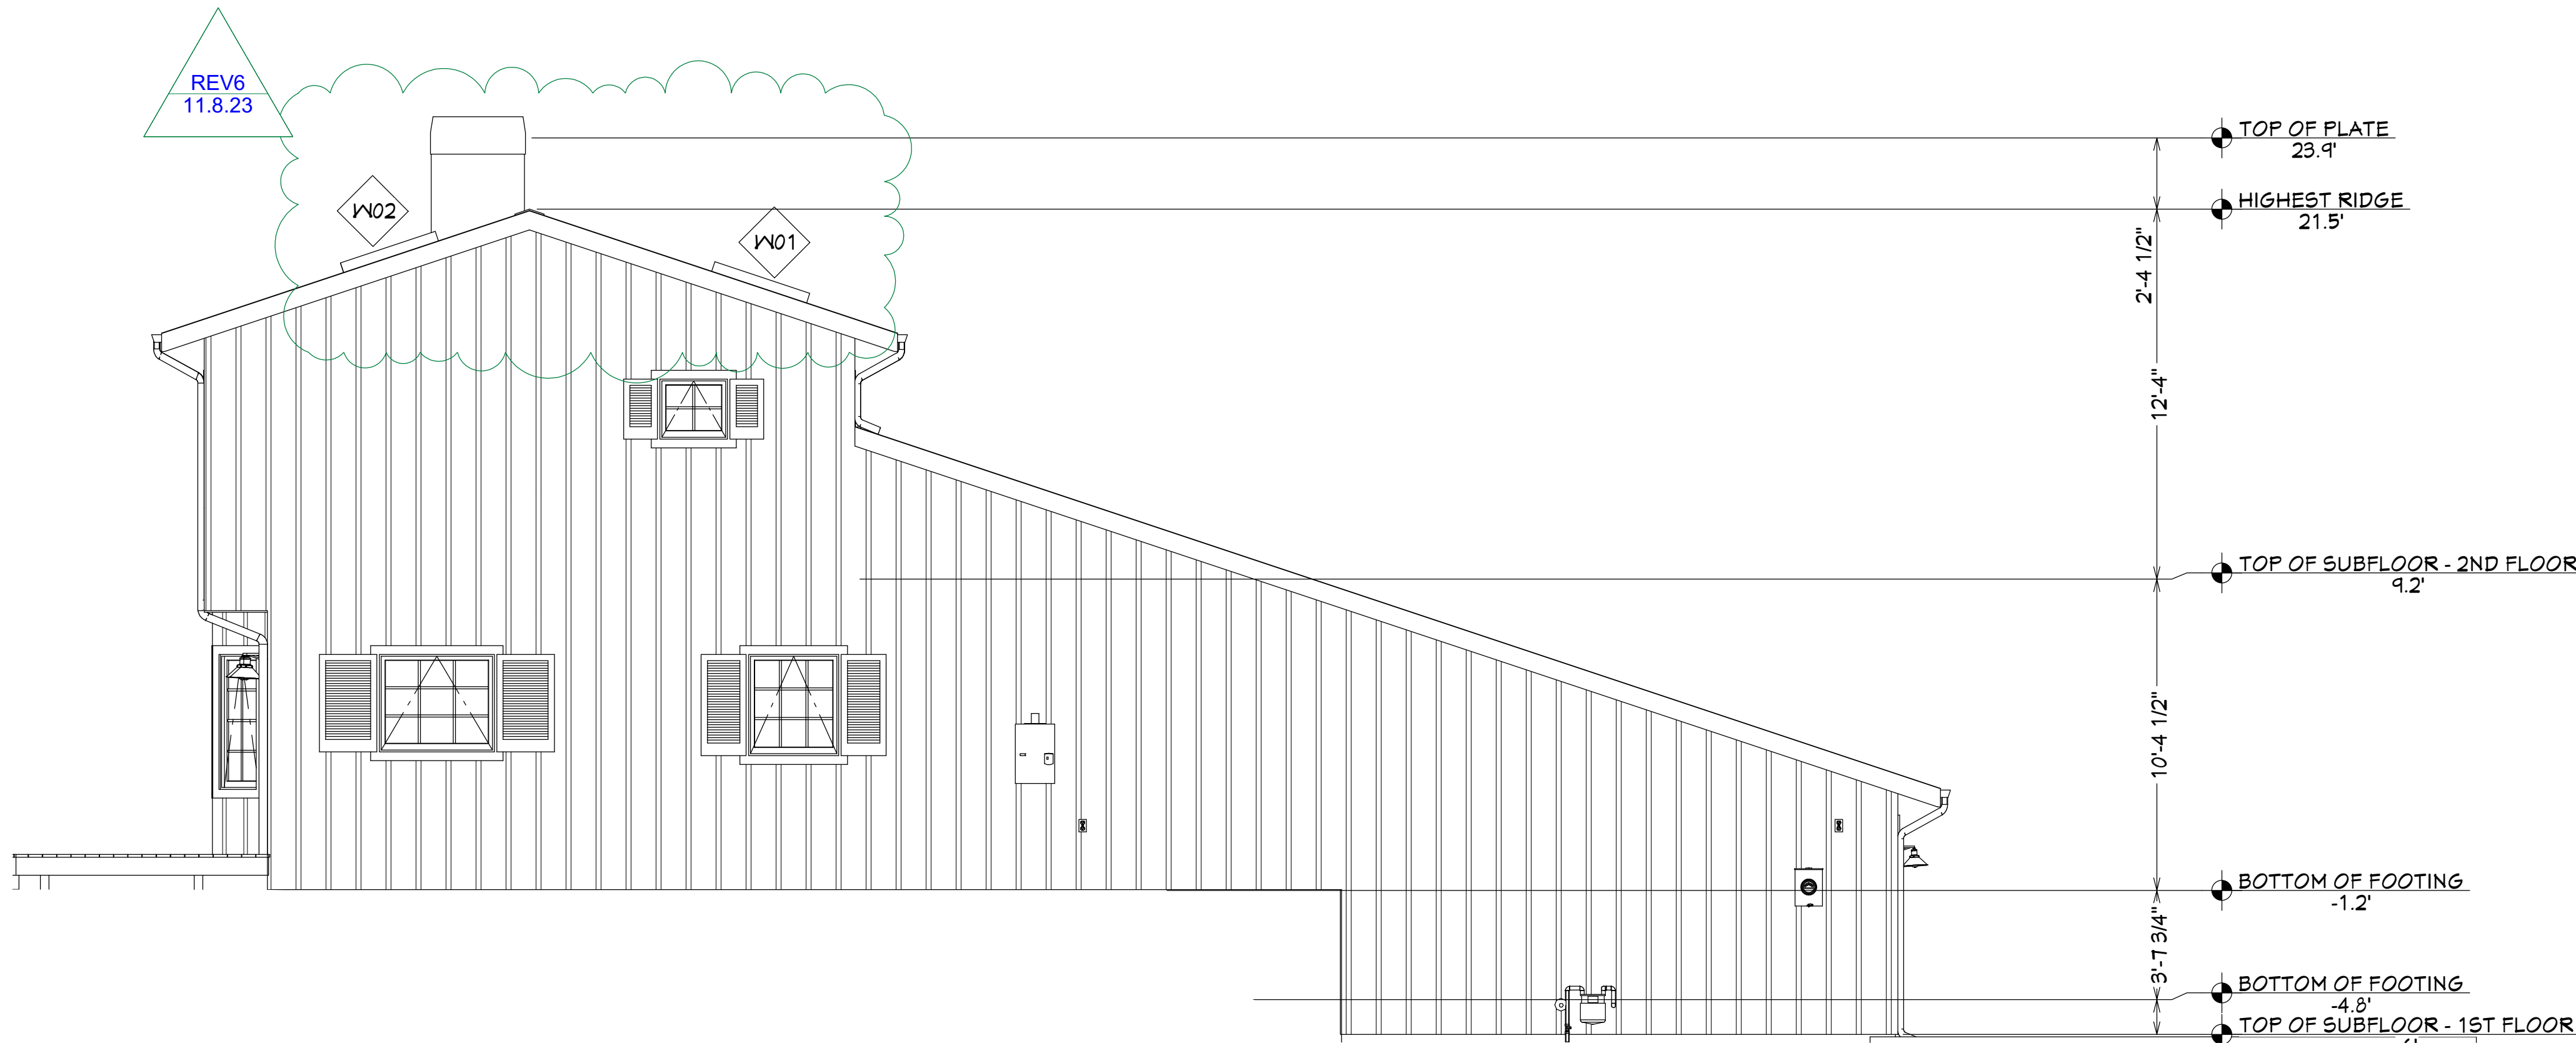 REV6
11.8.23
W02
W01
TOP OF PLATE
23.9'
HIGHEST RIDGE
21.5'
2'-4 1/2"
12'-4"
TOP OF SUBFLOOR - 2ND FLOOR
9.2'
10'-4 1/2"
BOTTOM OF FOOTING
-1.2'
3'-7 3/4"
BOTTOM OF FOOTING
-4.8'
TOP OF SUBFLOOR - 1ST FLOOR